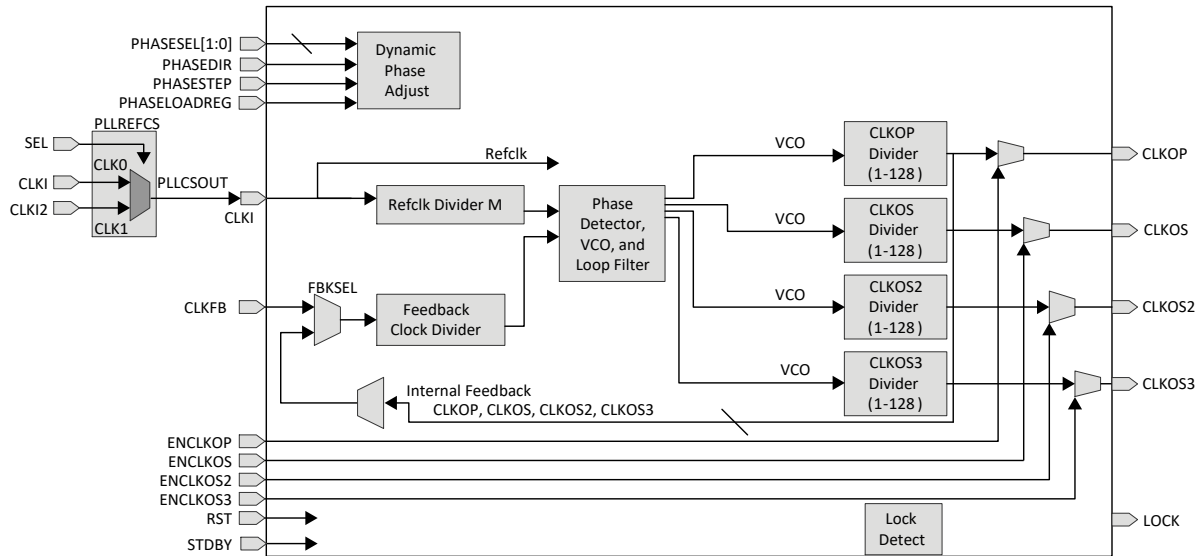 PHASESEL[1:0]
PHASEDIR
PHASESTEP
PHASELOADREG
Dynamic
Phase
Adjust
PLLREFCS
SEL
CLK0
CLKI
CLKI2
CLK1
PLLCSOUT
CLKI
Refclk
Refclk Divider M
Phase
Detector,
VCO, and
Loop Filter
VCO
CLKOP
Divider
(1-128)
CLKOP
VCO
CLKOS
Divider
(1-128)
CLKOS
CLKFB
FBKSEL
Feedback
Clock Divider
VCO
CLKOS2
Divider
(1-128)
CLKOS2
VCO
CLKOS3
Divider
(1-128)
CLKOS3
Internal Feedback
CLKOP, CLKOS, CLKOS2, CLKOS3
ENCLKOP
ENCLKOS
ENCLKOS2
ENCLKOS3
RST
STDBY
Lock
Detect
LOCK